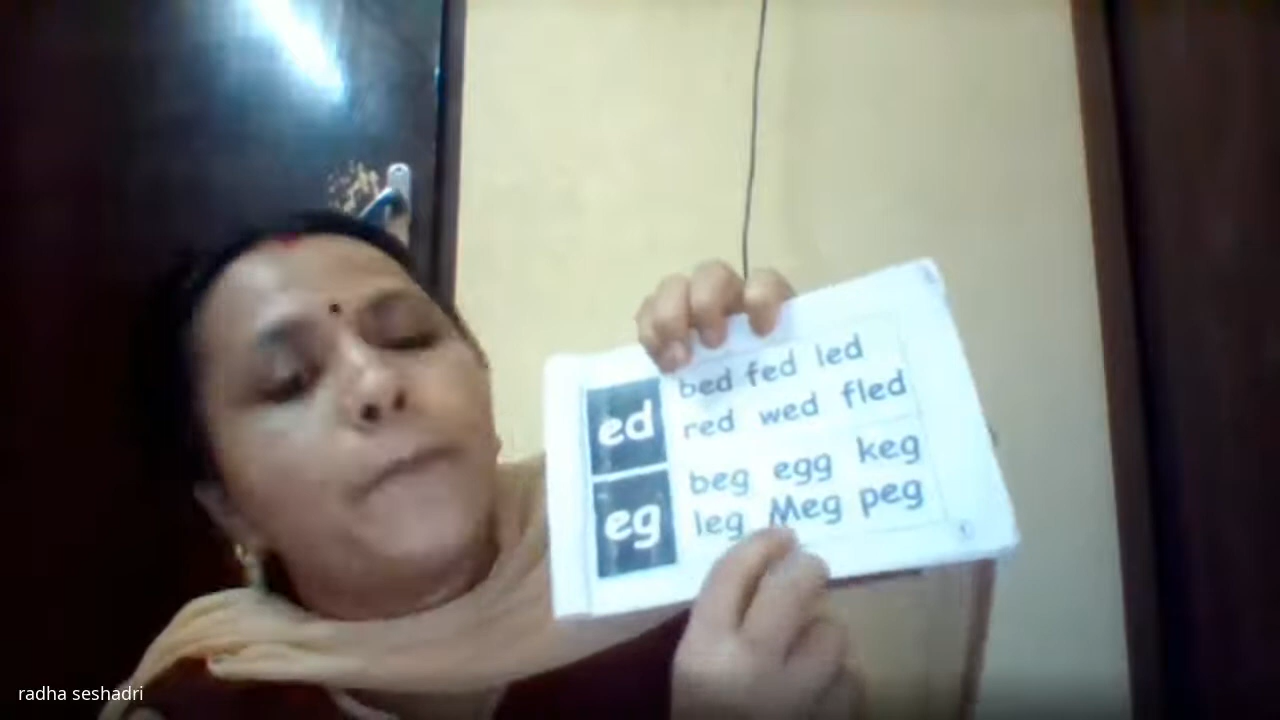 ed
bed fed led
red wed fled
eg
beg egg keg
leg Meg peg
radha seshadri